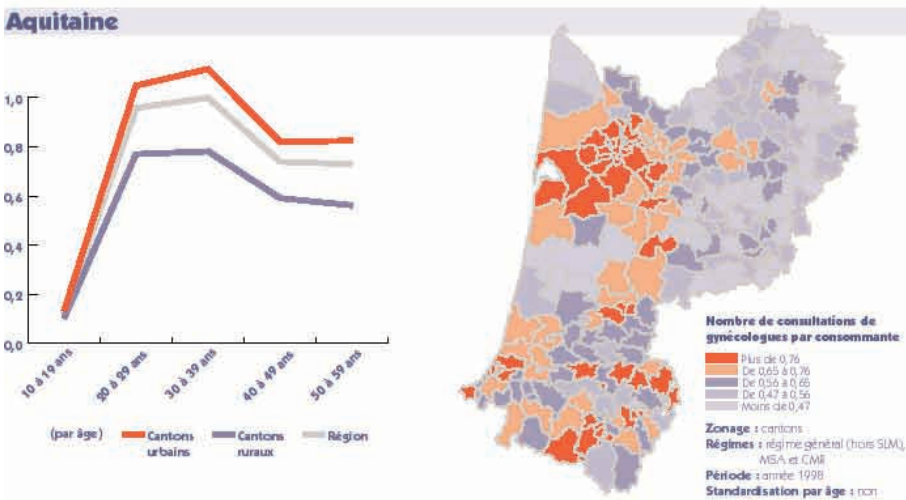 Aquitaine
1,0
0,8
0,6
0,4
0,2
0,0
10 à 19 ans
20 à 29 ans
30 à 39 ans
40 à 49 ans
50 à 59 ans
(par âge)
Cantons urbains
Cantons ruraux
Région
Nombre de consultations de
gynécologues par consommante
Plus de 0,76
De 0,65 à 0,76
De 0,56 à 0,65
De 0,47 à 0,56
Moins de 0,47
Zonage : cantons
Régimes : régime général (hors SLM),
MSA et CMR
Période : année 1998
Standardisation par âge : non